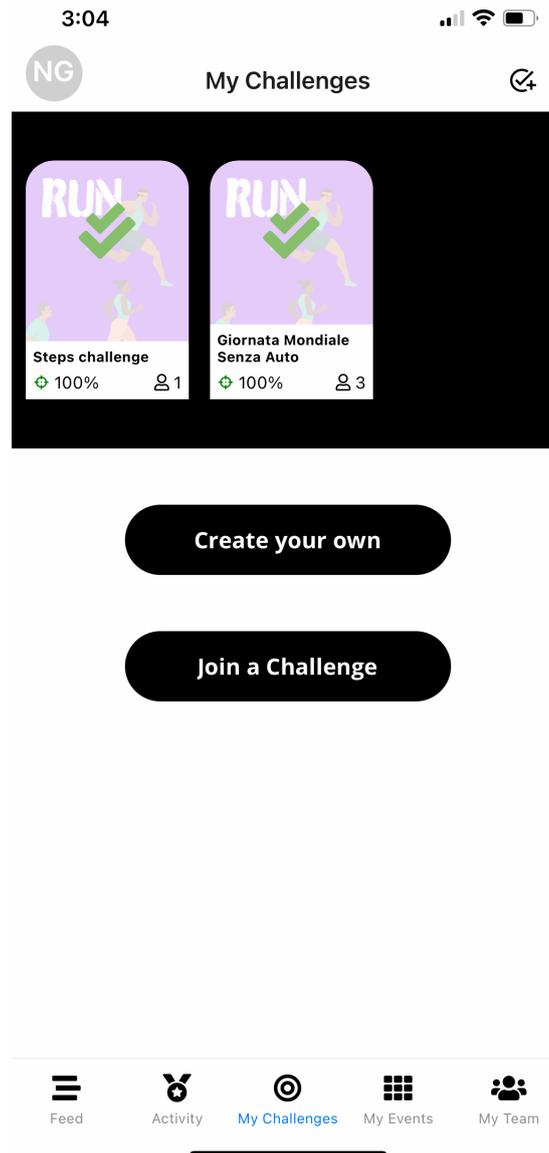 3:04
NG
My Challenges
RUN
RUN
Steps challenge
100%
1
Giornata Mondiale
Senza Auto
100%
3
Create your own
Join a Challenge
Feed
Activity
My Challenges
My Events
My Team